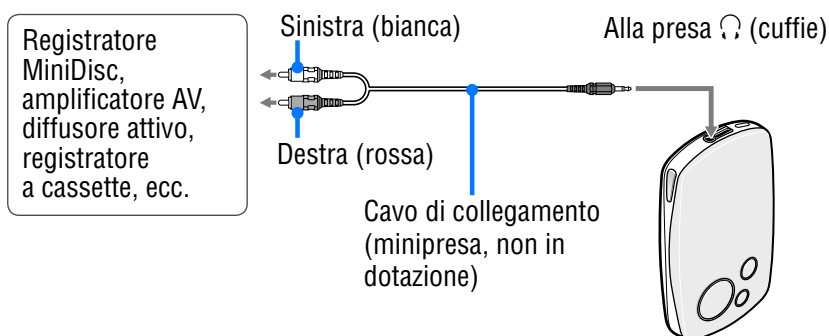 Registratore
MiniDisc,
amplificatore AV,
diffusore attivo,
registratore
a cassette, ecc.
Sinistra (bianca)
Destra (rossa)
Cavo di collegamento
(minipresa, non in
dotazione)
Alla presa 🎧 (cuffie)